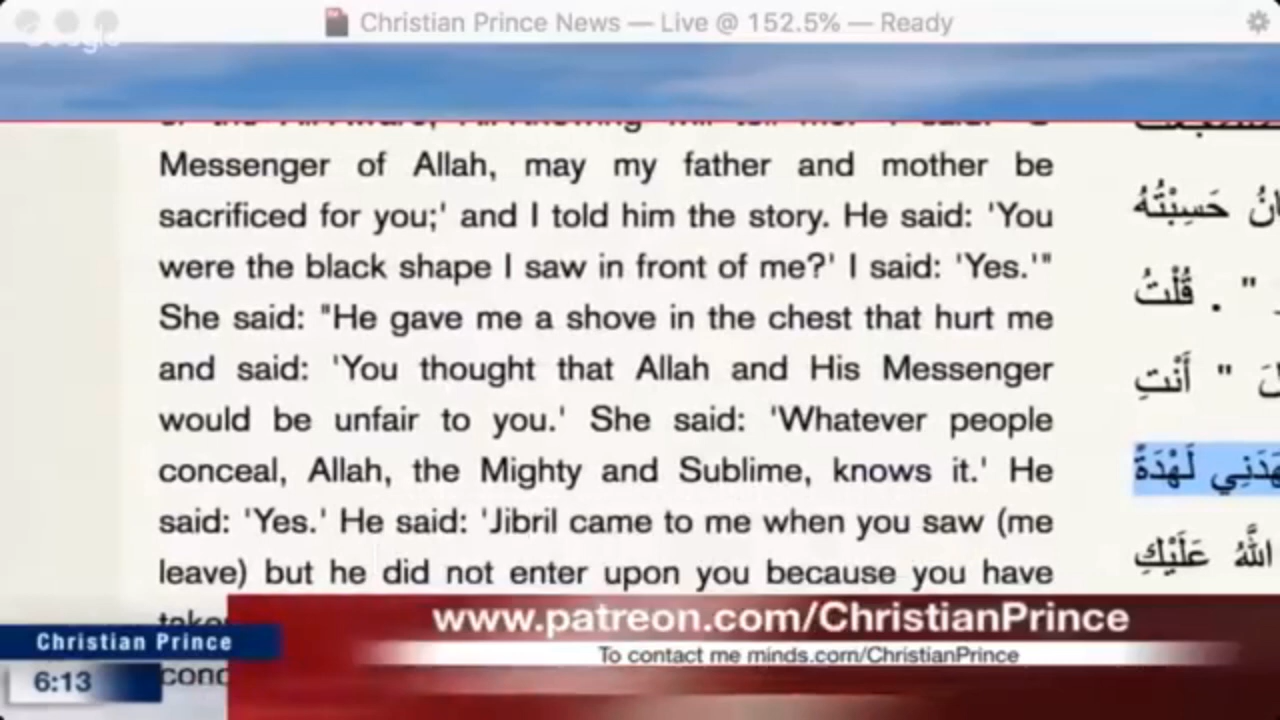 Christian Prince News — Live @ 152.5% — Ready
Google
Messenger of Allah, may my father and mother be
sacrificed for you;' and I told him the story. He said: 'You
were the black shape I saw in front of me?' I said: 'Yes.'"
She said: "He gave me a shove in the chest that hurt me
and said: 'You thought that Allah and His Messenger
would be unfair to you.' She said: 'Whatever people
conceal, Allah, the Mighty and Sublime, knows it.' He
said: 'Yes.' He said: 'Jibril came to me when you saw (me
leave) but he did not enter upon you because you have
حَسِبْتُهُ
" . قُلْتُ
" أَنْتِ
لَهْدَةً
اللَّهُ عَلَيْكِ
www.patreon.com/ChristianPrince
To contact me minds.com/ChristianPrince
Christian Prince
6:13